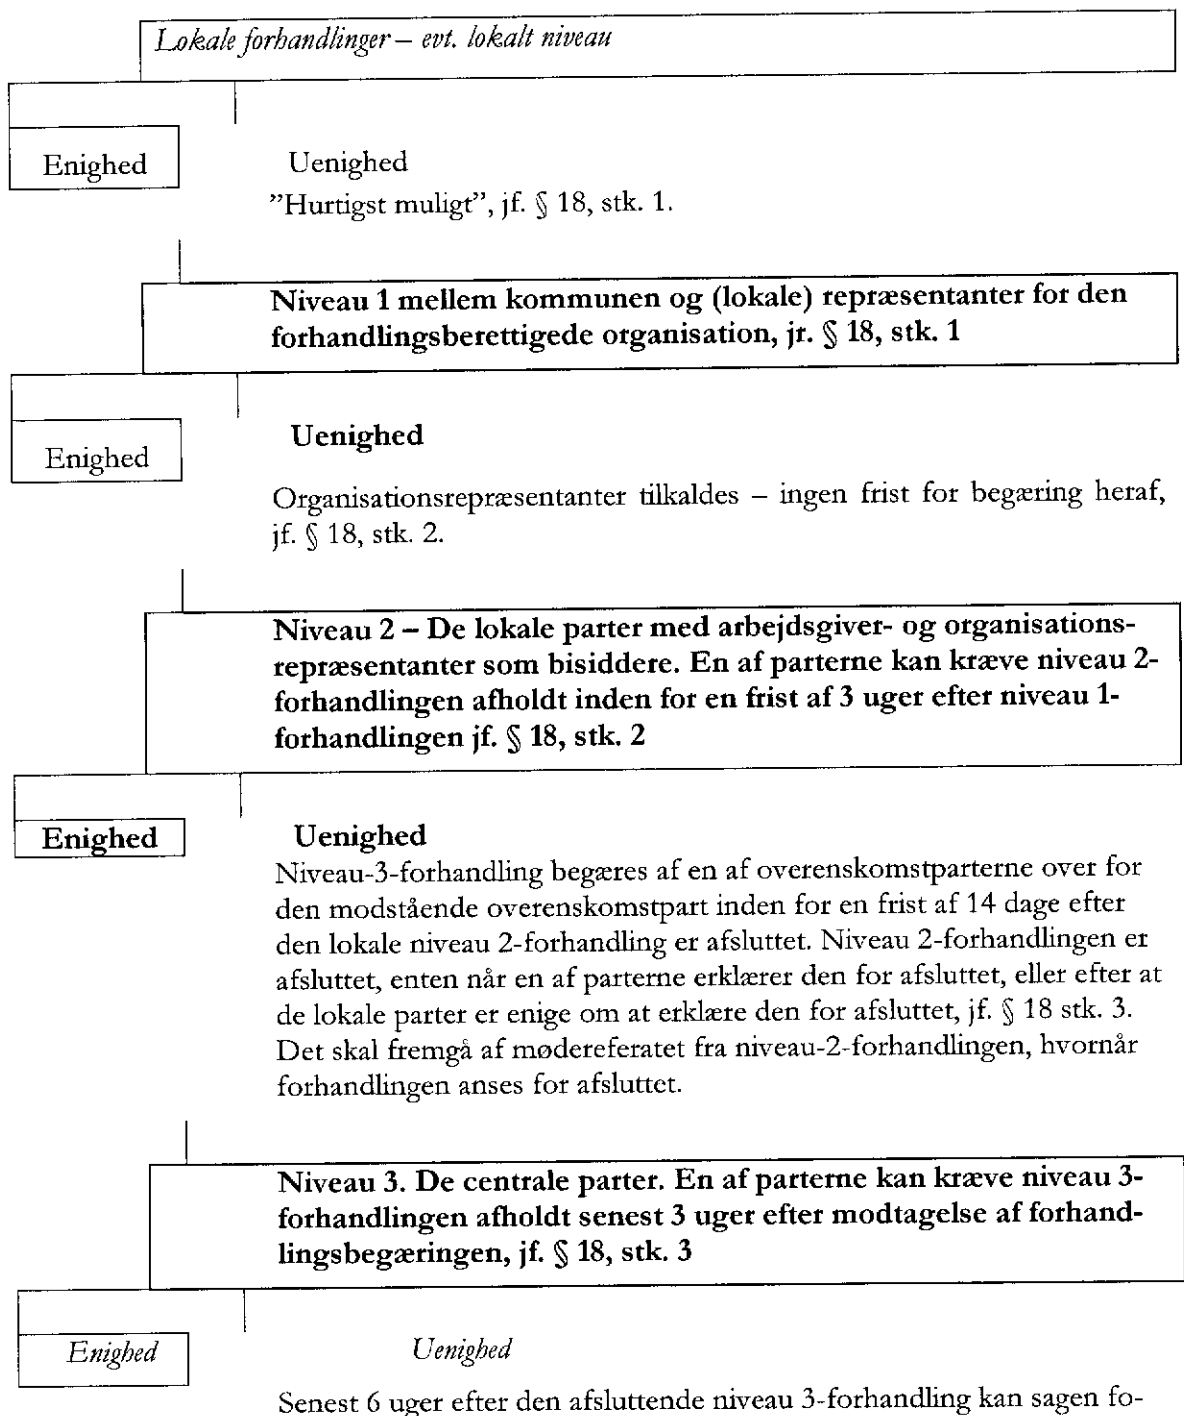 Lokale forhandlinger – evt. lokalt niveau
Enighed
Uenighed
”Hurtigst muligt”, jf. § 18, stk. 1.
Niveau 1 mellem kommunen og (lokale) repræsentanter for den
forhandlingsberettigede organisation, jr. § 18, stk. 1
Enighed
Uenighed
Organisationsrepræsentanter tilkaldes – ingen frist for begæring heraf,
jf. § 18, stk. 2.
Niveau 2 – De lokale parter med arbejdsgiver- og organisations-
repræsentanter som bisiddere. En af parterne kan kræve niveau 2-
forhandlingen afholdt inden for en frist af 3 uger efter niveau 1-
forhandlingen jf. § 18, stk. 2
Enighed
Uenighed
Niveau-3-forhandling begæres af en af overenskomstparterne over for
den modstående overenskomstpart inden for en frist af 14 dage efter
den lokale niveau 2-forhandling er afsluttet. Niveau 2-forhandlingen er
afsluttet, enten når en af parterne erklærer den for afsluttet, eller efter at
de lokale parter er enige om at erklære den for afsluttet, jf. § 18 stk. 3.
Det skal fremgå af mødereferatet fra niveau-2-forhandlingen, hvornår
forhandlingen anses for afsluttet.
Niveau 3. De centrale parter. En af parterne kan kræve niveau 3-
forhandlingen afholdt senest 3 uger efter modtagelse af forhand-
lingsbegæringen, jf. § 18, stk. 3
Enighed
Uenighed
Senest 6 uger efter den afsluttende niveau 3-forhandling kan sagen fo-